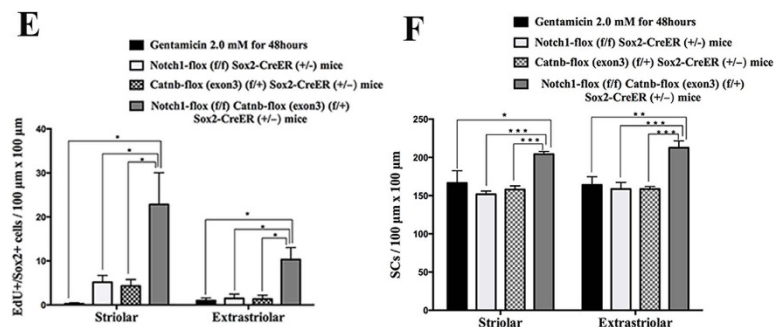 E
Gentamicin 2.0 mM for 48hours
Notch1-flox (f/f) Sox2-CreER (+/-) mice
Catnb-flox (exon3) (f/+) Sox2-CreER (+/−) mice
Notch1-flox (f/f) Catnb-flox (exon3) (f/+)
Sox2-CreER (+/−) mice
EdU+/Sox2+ cells / 100 μm x 100 μm
40
30
20
10
0
*
*
*
*
*
*
Striolar
Extrastriolar
F
Gentamicin 2.0 mM for 48hours
Notch1-flox (f/f) Sox2-CreER (+/-) mice
Catnb-flox (exon3) (f/+) Sox2-CreER (+/−) mice
Notch1-flox (f/f) Catnb-flox (exon3) (f/+)
Sox2-CreER (+/−) mice
SCs / 100 μm x 100 μm
250
200
150
100
50
0
*
***
***
**
***
***
Striolar
Extrastriolar